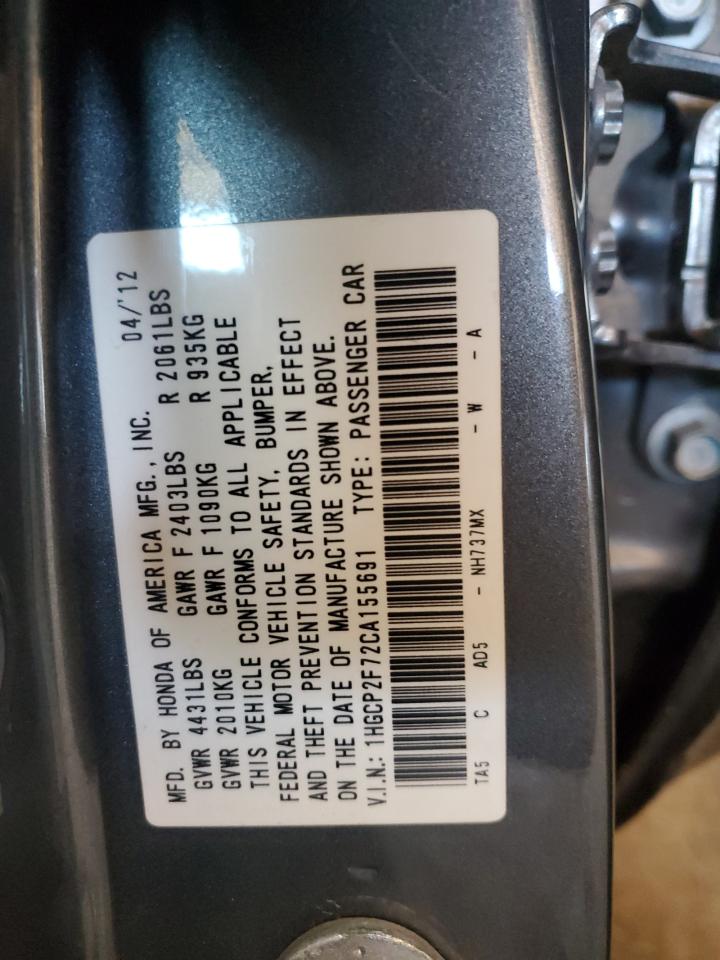 MFD. BY HONDA OF AMERICA MFG., INC. 04/'12
GVWR 4431LBS GAWR F 2403LBS R 2061LBS
GVWR 2010KG GAWR F 1090KG R 935KG
THIS VEHICLE CONFORMS TO ALL APPLICABLE
FEDERAL MOTOR VEHICLE SAFETY, BUMPER,
AND THEFT PREVENTION STANDARDS IN EFFECT
ON THE DATE OF MANUFACTURE SHOWN ABOVE.
V.I.N.: 1HGCP2F72CA155691 TYPE: PASSENGER CAR
TA5 C AD5 - NH737MX - W - A